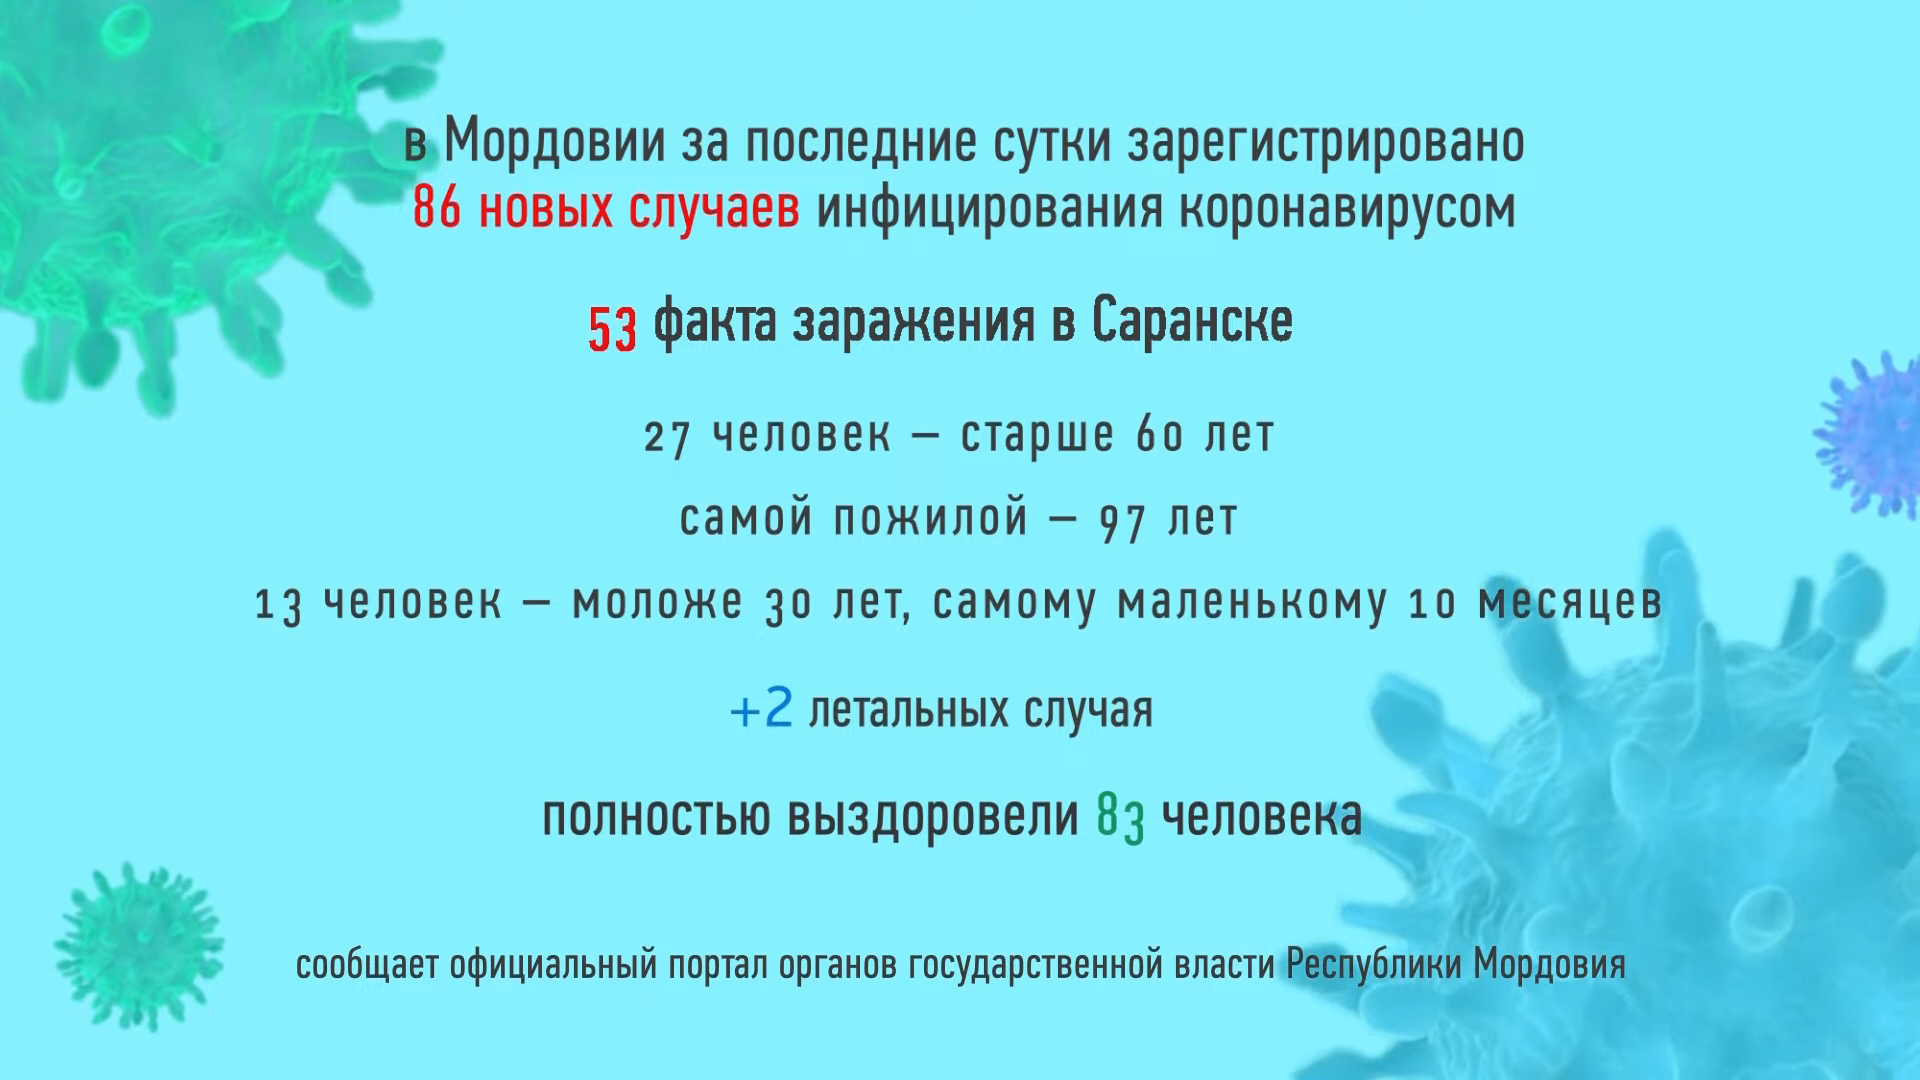 в Мордовии за последние сутки зарегистрировано
86 новых случаев инфицирования коронавирусом
53 факта заражения в Саранске
27 человек – старше 60 лет
самой пожилой – 97 лет
13 человек – моложе 30 лет, самому маленькому 10 месяцев
+2 летальных случая
полностью выздоровели 83 человека
сообщает официальный портал органов государственной власти Республики Мордовия